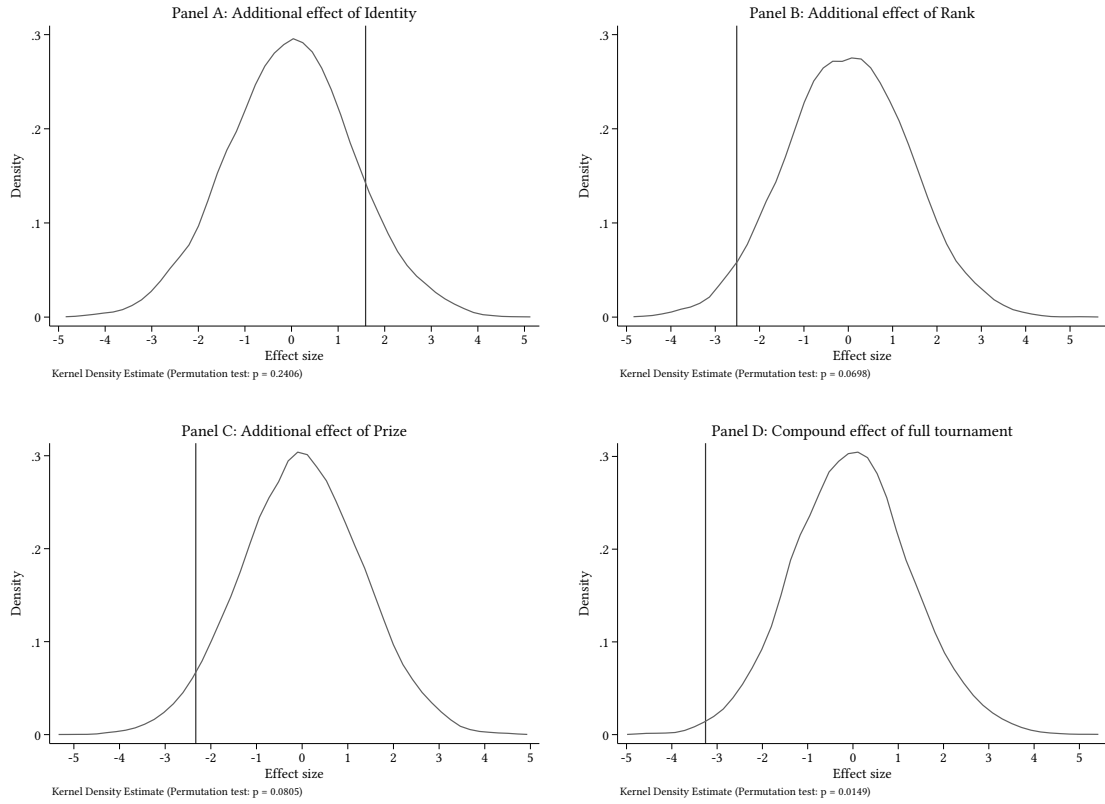 Panel A: Additional effect of Identity
.3
.2
.1
0
Density
-5 -4 -3 -2 -1 0 1 2 3 4 5
Effect size
Kernel Density Estimate (Permutation test: p = 0.2406)
Panel B: Additional effect of Rank
.3
.2
.1
0
Density
-5 -4 -3 -2 -1 0 1 2 3 4 5
Effect size
Kernel Density Estimate (Permutation test: p = 0.0698)
Panel C: Additional effect of Prize
.3
.2
.1
0
Density
-5 -4 -3 -2 -1 0 1 2 3 4 5
Effect size
Kernel Density Estimate (Permutation test: p = 0.0805)
Panel D: Compound effect of full tournament
.3
.2
.1
0
Density
-5 -4 -3 -2 -1 0 1 2 3 4 5
Effect size
Kernel Density Estimate (Permutation test: p = 0.0149)